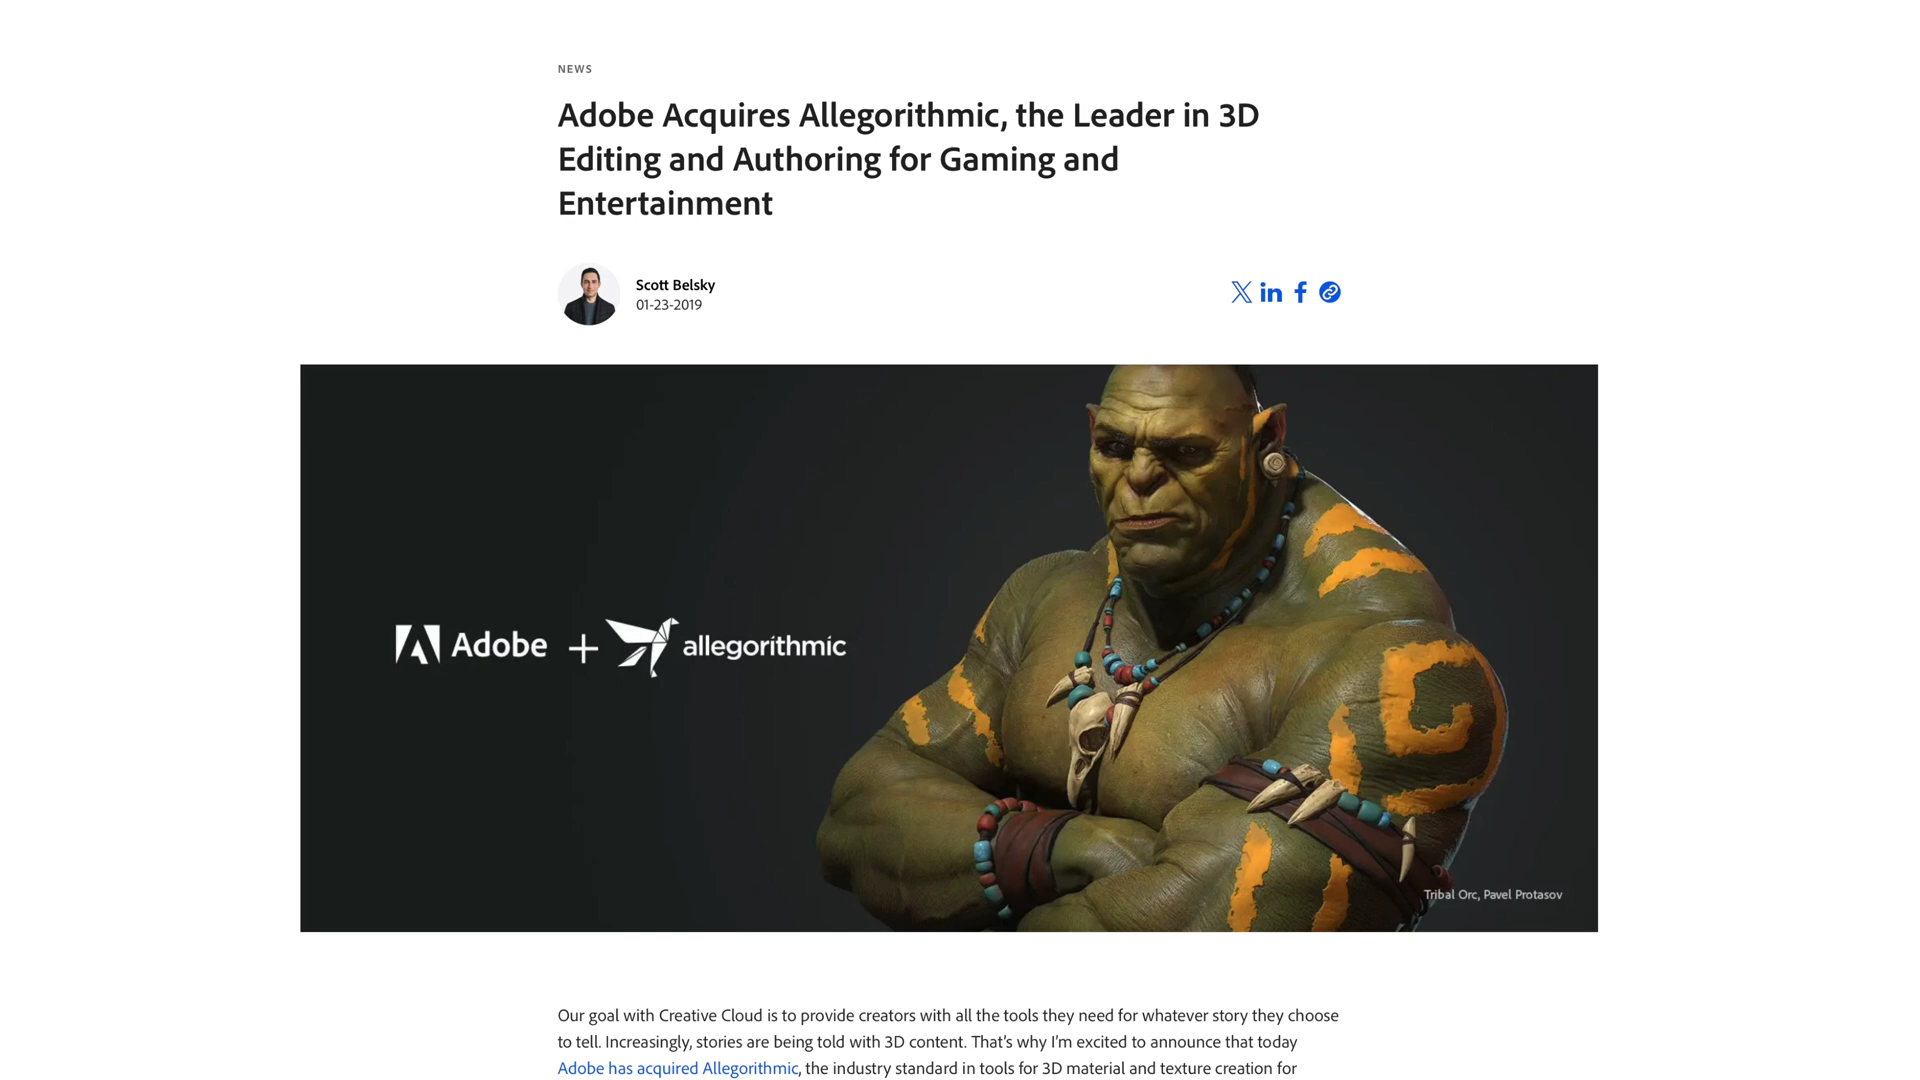 NEWS
Adobe Acquires Allegorithmic, the Leader in 3D
Editing and Authoring for Gaming and
Entertainment
Scott Belsky
01-23-2019
Adobe + allegorithmic
Tribal Orc, Pavel Protasov
Our goal with Creative Cloud is to provide creators with all the tools they need for whatever story they choose
to tell. Increasingly, stories are being told with 3D content. That’s why I’m excited to announce that today
Adobe has acquired Allegorithmic, the industry standard in tools for 3D material and texture creation for